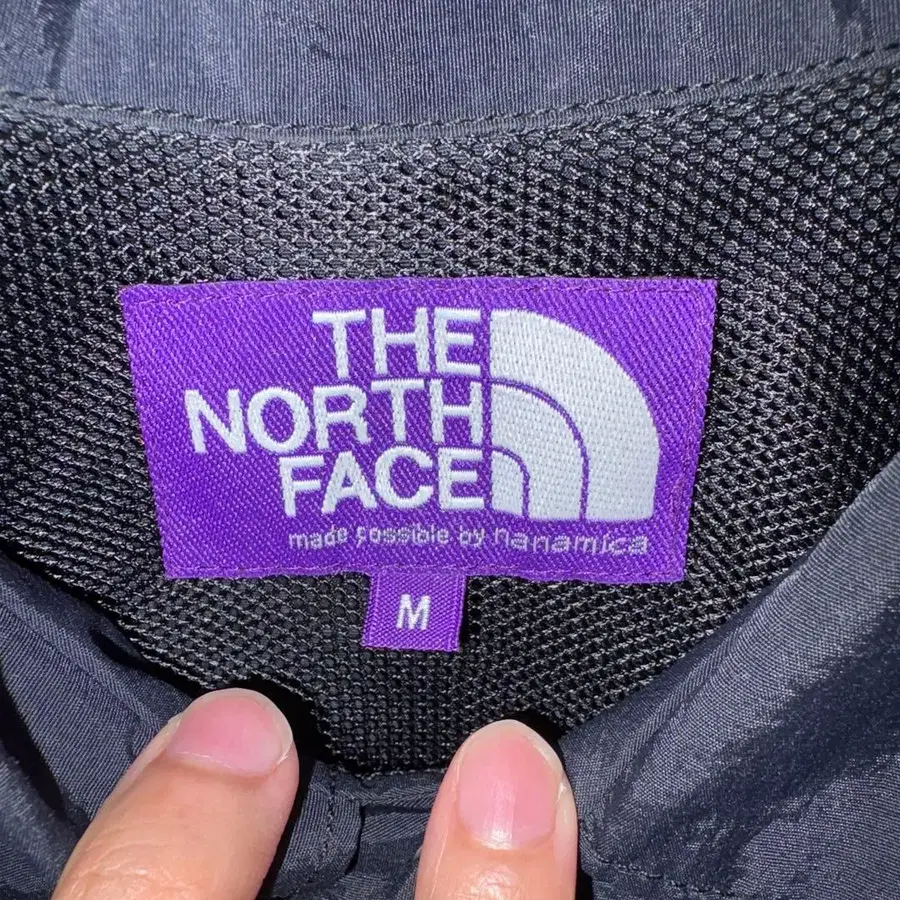 THE
NORTH
FACE
made possible by nanamica
M